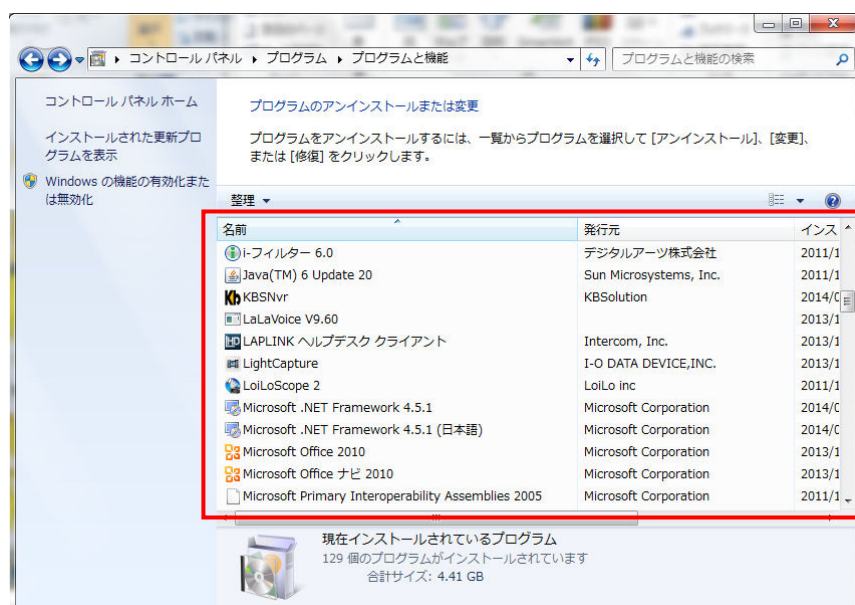 コントロール パネル ▸ プログラム ▸ プログラムと機能
プログラムと機能の検索
コントロール パネル ホーム
インストールされた更新プロ
グラムを表示
Windows の機能の有効化また
は無効化
プログラムのアンインストールまたは変更
プログラムをアンインストールするには、一覧からプログラムを選択して [アンインストール]、[変更]、
または [修復] をクリックします。
整理
名前 発行元 インス
i-フィルター 6.0 デジタルアーツ株式会社 2011/1
Java(TM) 6 Update 20 Sun Microsystems, Inc. 2011/1
KBSNvr KBSolution 2014/0
LaLaVoice V9.60 2013/1
LAPLINK ヘルプデスク クライアント Intercom, Inc. 2013/1
LightCapture I-O DATA DEVICE,INC. 2013/1
LoiLoScope 2 LoiLo inc 2011/1
Microsoft .NET Framework 4.5.1 Microsoft Corporation 2014/0
Microsoft .NET Framework 4.5.1 (日本語) Microsoft Corporation 2014/0
Microsoft Office 2010 Microsoft Corporation 2013/1
Microsoft Office ナビ 2010 Microsoft Corporation 2013/1
Microsoft Primary Interoperability Assemblies 2005 Microsoft Corporation 2011/1
現在インストールされているプログラム
129 個のプログラムがインストールされています
合計サイズ: 4.41 GB